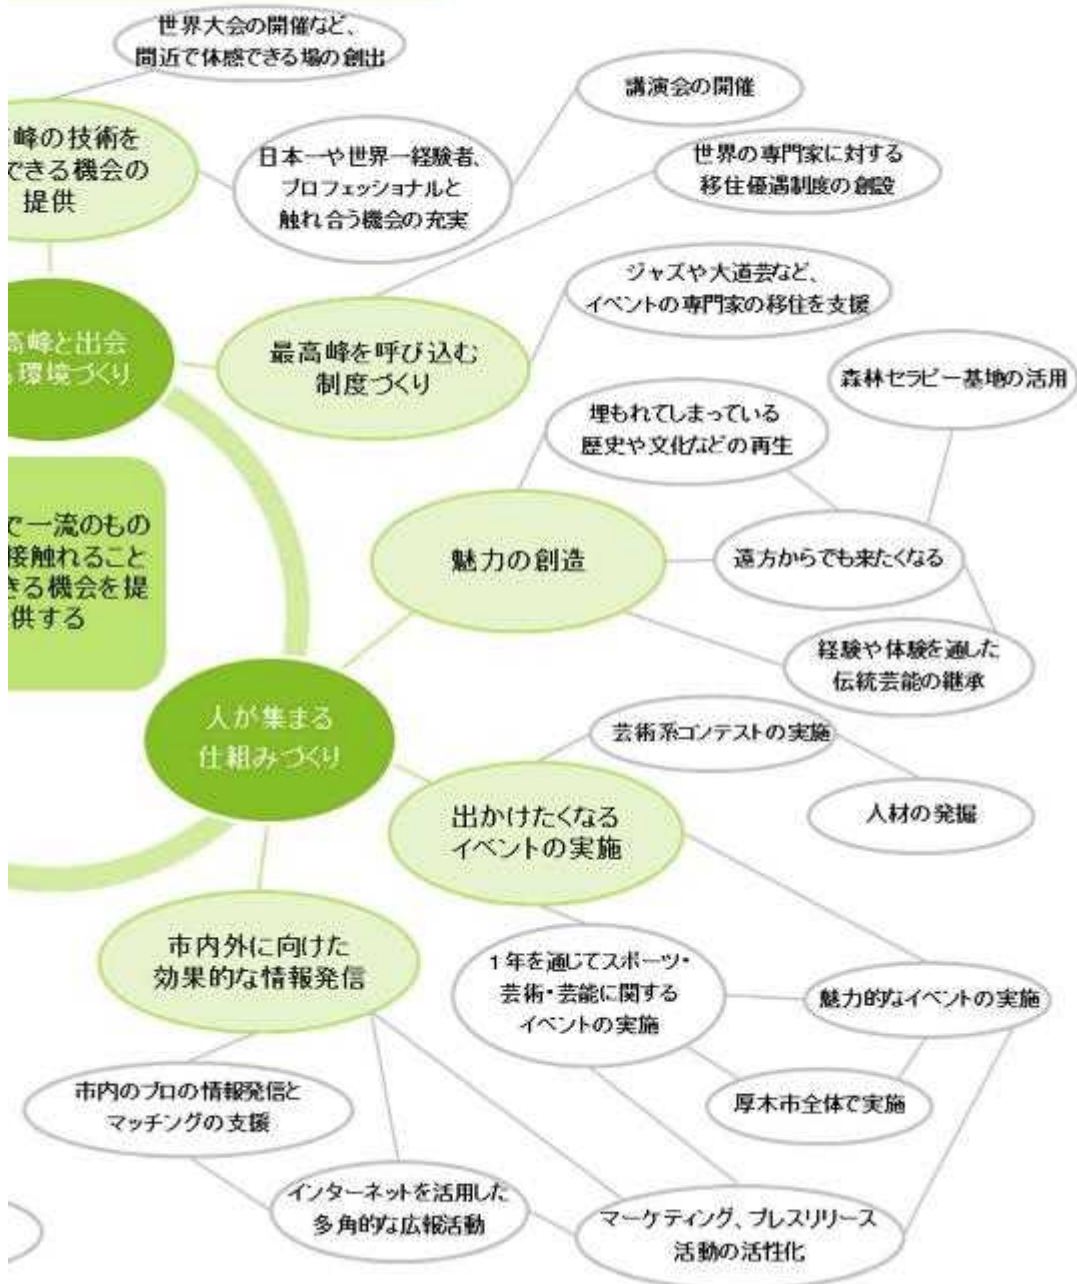 世界大会の開催など、
間近で体感できる場の創出
講演会の開催
峰の技術を
できる機会の
提供
日本一や世界一経験者、
プロフェッショナルと
触れ合う機会の充実
世界の専門家に対する
移住優遇制度の創設
ジャズや大道芸など、
イベントの専門家の移住を支援
高峰と出会
環境づくり
最高峰を呼び込む
制度づくり
森林セラピー基地の活用
埋もれてしまっている
歴史や文化などの再生
で一流のもの
接触れること
きる機会を提
供する
魅力の創造
遠方からでも来たくなる
経験や体験を通した
伝統芸能の継承
人が集まる
仕組みづくり
芸術系コンテストの実施
人材の発掘
出かけたくなる
イベントの実施
市内外に向けた
効果的な情報発信
1年を通じてスポーツ・
芸術・芸能に関する
イベントの実施
魅力的なイベントの実施
厚木市全体で実施
市内のプロの情報発信と
マッチングの支援
インターネットを活用した
多角的な広報活動
マーケティング、プレスリリース
活動の活性化